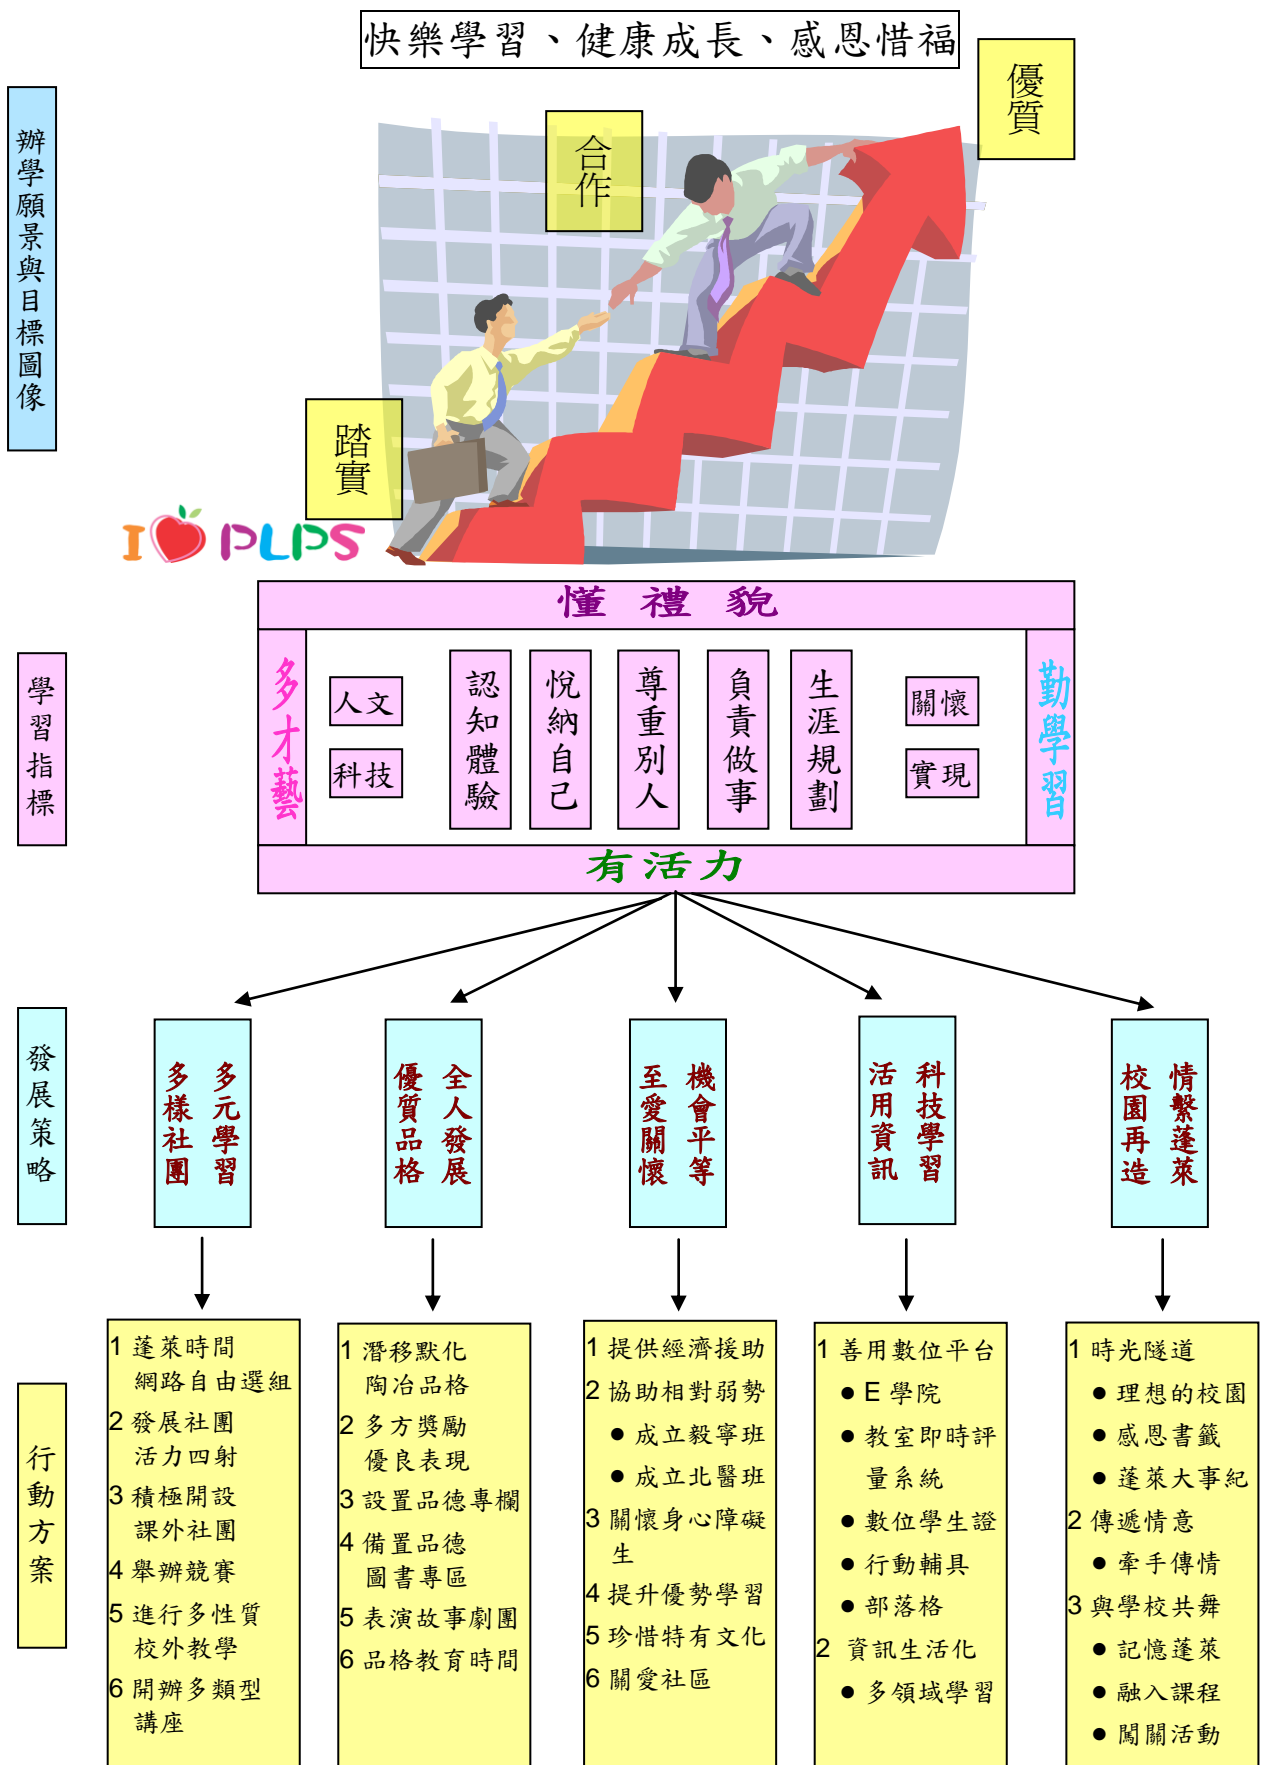 快樂學習、健康成長、感恩惜福
辦學願景與目標圖像
優質
合作
踏實
I PLPS
學習指標
懂禮貌
多才藝
人文
科技
認知體驗
悅納自己
尊重別人
負責做事
生涯規劃
關懷
實現
勤學習
有活力
發展策略
多元學習
多樣社團
全人發展
優質品格
機會平等
至愛關懷
科技學習
活用資訊
情繫蓬萊
校園再造
行動方案
1 蓬萊時間
網路自由選組
2 發展社團
活力四射
3 積極開設
課外社團
4 舉辦競賽
5 進行多性質
校外教學
6 開辦多類型
講座
1 潛移默化
陶冶品格
2 多方獎勵
優良表現
3 設置品德專欄
4 備置品德
圖書專區
5 表演故事劇團
6 品格教育時間
1 提供經濟援助
2 協助相對弱勢
● 成立毅寧班
● 成立北醫班
3 關懷身心障礙
生
4 提升優勢學習
5 珍惜特有文化
6 關愛社區
1 善用數位平台
● E 學院
● 教室即時評
量系統
● 數位學生證
● 行動輔具
● 部落格
2 資訊生活化
● 多領域學習
1 時光隧道
● 理想的校園
● 感恩書籤
● 蓬萊大事紀
2 傳遞情意
● 牽手傳情
3 與學校共舞
● 記憶蓬萊
● 融入課程
● 闖關活動